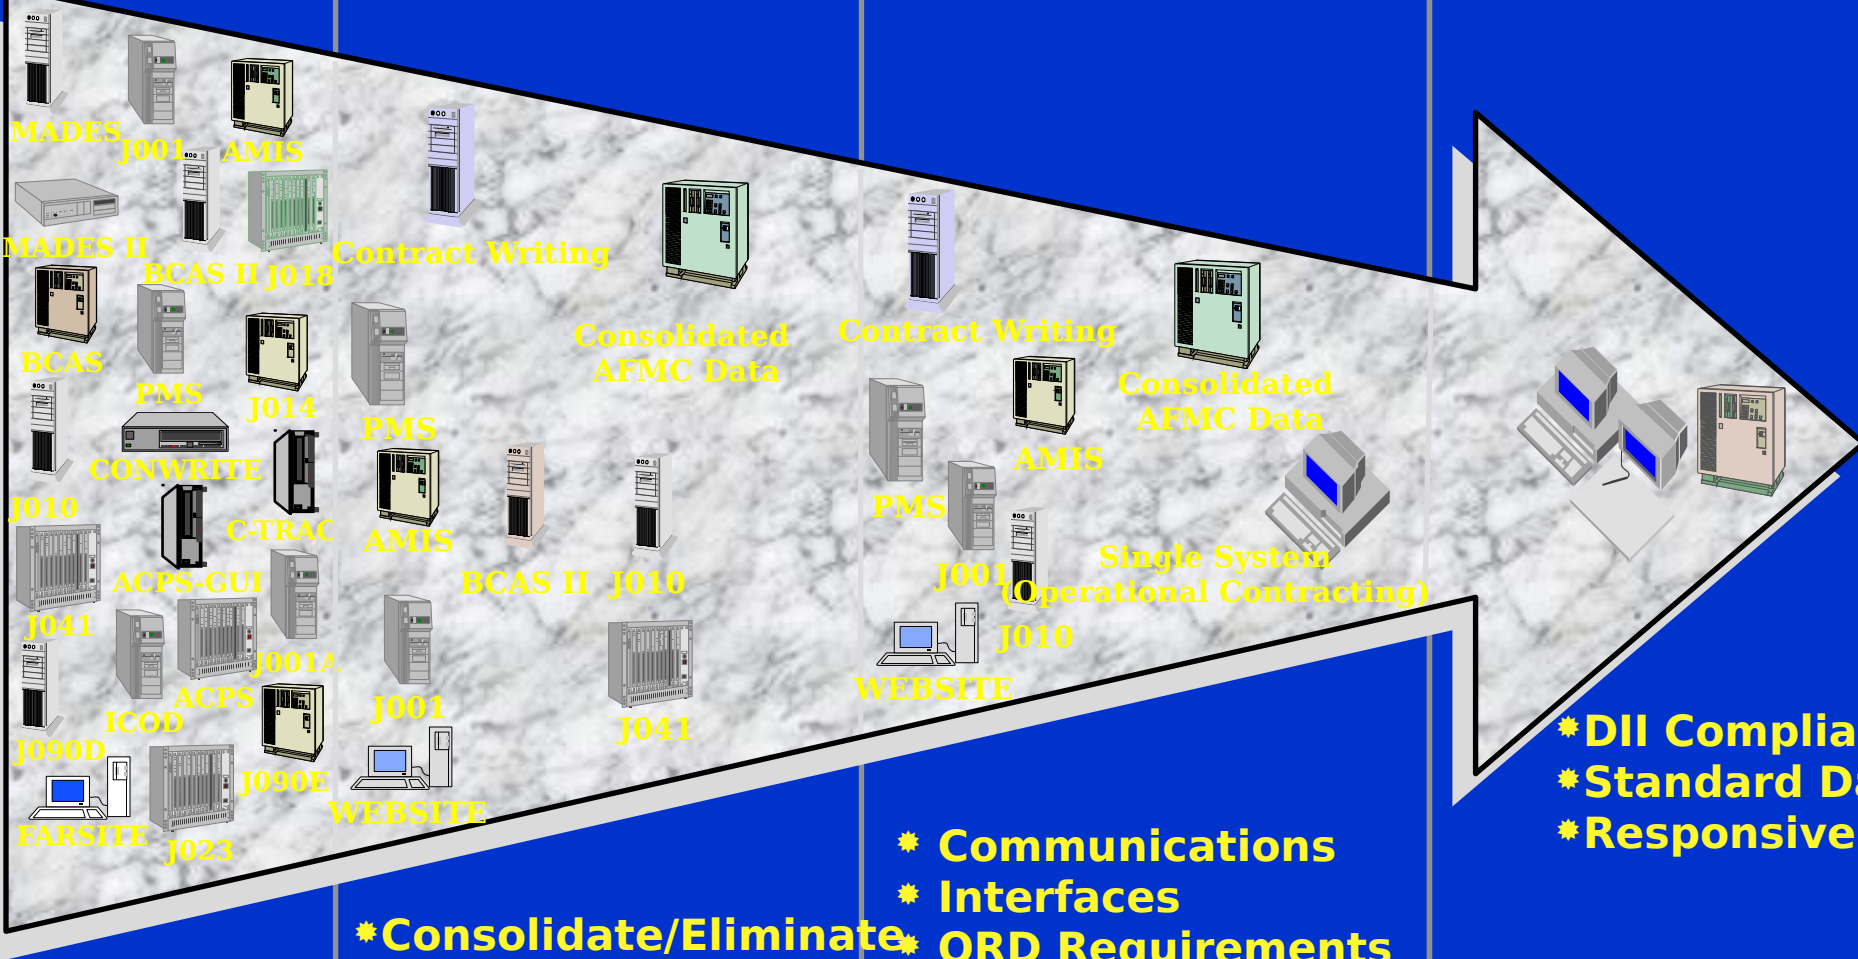 MADES
J001
AMIS
MADES II
BCAS II
J018
BCAS
PMS
J014
CONWRITE
J010
C-TRAC
ACPS-GUI
J041
J001A
ACPS
ICOD
J090D
J090E
FARSITE
J023
Contract Writing
Consolidated
AFMC Data
PMS
AMIS
BCAS II
J010
J001
J041
WEBSITE
Contract Writing
Consolidated
AFMC Data
AMIS
PMS
J001
Single System
(Operational Contracting)
J010
WEBSITE
Consolidate/Eliminate
Communications
Interfaces
ORD Requirements
DII Complia
Standard Da
Responsive